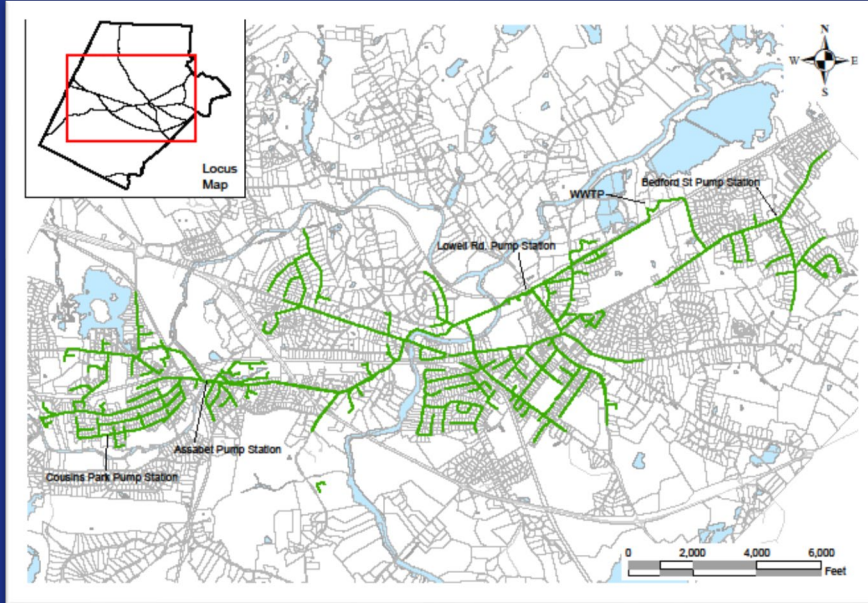 N
W
E
S
Locus
Map
WWTP
Bedford St Pump Station
Lowell Rd. Pump Station
Assabet Pump Station
Cousins Park Pump Station
0
2,000
4,000
6,000
Feet